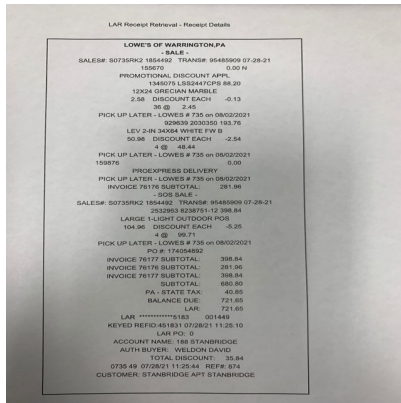 LAR Receipt Retrieval - Receipt Details
LOWE'S OF WARRINGTON,PA
- SALE -
SALES#: S0735RK2 1854492 TRANS#: 95485909 07-28-21
155670 0.00 N
PROMOTIONAL DISCOUNT APPL
1345075 LSS2447CPS 88.20
12X24 GRECIAN MARBLE
2.58 DISCOUNT EACH -0.13
36 @ 2.45
PICK UP LATER - LOWES # 735 on 08/02/2021
929639 2030350 193.76
LEV 2-IN 34X64 WHITE FW B
50.98 DISCOUNT EACH -2.54
4 @ 48.44
PICK UP LATER - LOWES # 735 on 08/02/2021
159876 0.00
PROEXPRESS DELIVERY
PICK UP LATER - LOWES # 735 on 08/02/2021
INVOICE 76176 SUBTOTAL: 281.96
- SOS SALE -
SALES#: S0735RK2 1854492 TRANS#: 95485909 07-28-21
2532953 8238751-12 398.84
LARGE 1-LIGHT OUTDOOR POS
104.96 DISCOUNT EACH -5.25
4 @ 99.71
PICK UP LATER - LOWES # 735 on 08/02/2021
PO #: 174054892
INVOICE 76177 SUBTOTAL: 398.84
INVOICE 76176 SUBTOTAL: 281.96
INVOICE 76177 SUBTOTAL: 398.84
SUBTOTAL: 680.80
PA - STATE TAX: 40.85
BALANCE DUE: 721.65
LAR: 721.65
LAR ************5183 001449
KEYED REFID:451831 07/28/21 11:25:10
LAR PO: 0
ACCOUNT NAME: 188 STANBRIDGE
AUTH BUYER: WELDON DAVID
TOTAL DISCOUNT: 35.84
0735 49 07/28/21 11:25:44 REF#: 874
CUSTOMER: STANBRIDGE APT STANBRIDGE